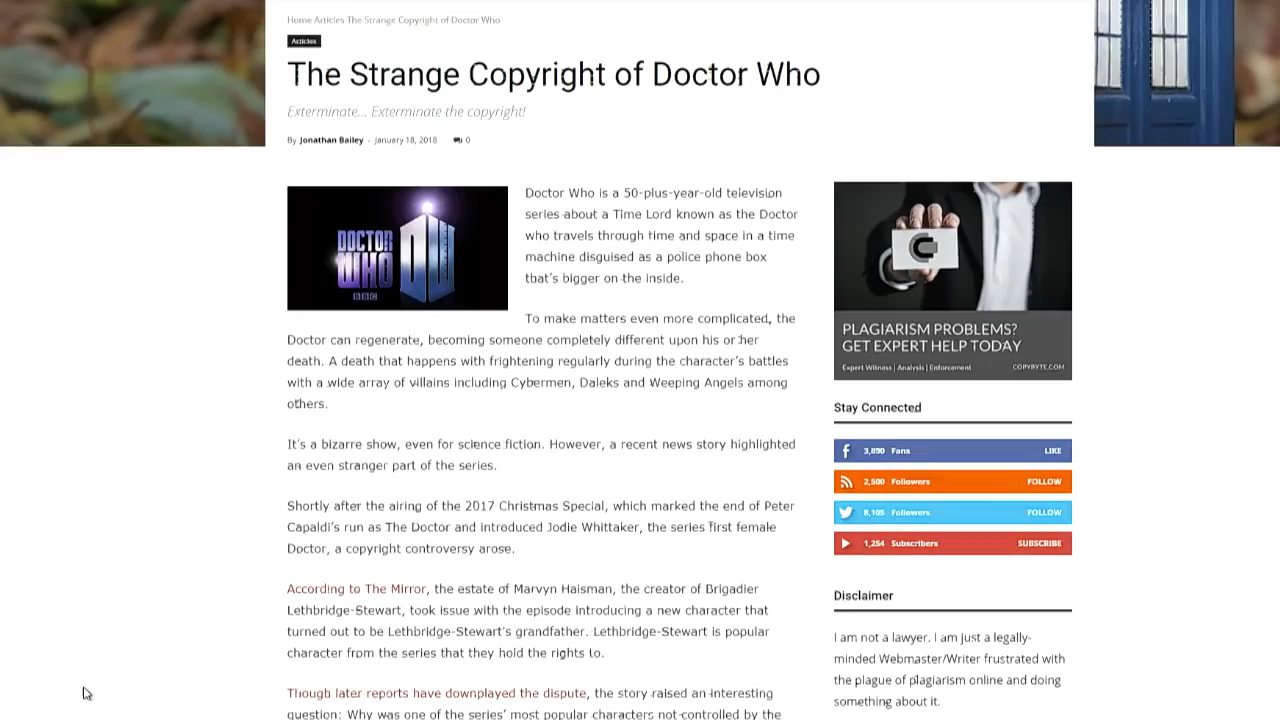 Home Articles The Strange Copyright of Doctor Who
Articles
The Strange Copyright of Doctor Who
Exterminate... Exterminate the copyright!
By Jonathan Bailey - January 18, 2018 0
DOCTOR
WHO
DW
BBC
Doctor Who is a 50-plus-year-old television
series about a Time Lord known as the Doctor
who travels through time and space in a time
machine disguised as a police phone box
that's bigger on the inside.
To make matters even more complicated, the
Doctor can regenerate, becoming someone completely different upon his or her
death. A death that happens with frightening regularly during the character's battles
with a wide array of villains including Cybermen, Daleks and Weeping Angels among
others.
It's a bizarre show, even for science fiction. However, a recent news story highlighted
an even stranger part of the series.
Shortly after the airing of the 2017 Christmas Special, which marked the end of Peter
Capaldi's run as The Doctor and introduced Jodie Whittaker, the series first female
Doctor, a copyright controversy arose.
According to The Mirror, the estate of Marvyn Haisman, the creator of Brigadier
Lethbridge-Stewart, took issue with the episode introducing a new character that
turned out to be Lethbridge-Stewart's grandfather. Lethbridge-Stewart is popular
character from the series that they hold the rights to.
Though later reports have downplayed the dispute, the story raised an interesting
question: Why was one of the series' most popular characters not controlled by the
PLAGIARISM PROBLEMS?
GET EXPERT HELP TODAY
Expert Witness | Analysis | Enforcement COPYBYTE.COM
Stay Connected
3,890 Fans LIKE
2,500 Followers FOLLOW
8,105 Followers FOLLOW
1,254 Subscribers SUBSCRIBE
Disclaimer
I am not a lawyer. I am just a legally-
minded Webmaster/Writer frustrated with
the plague of plagiarism online and doing
something about it.